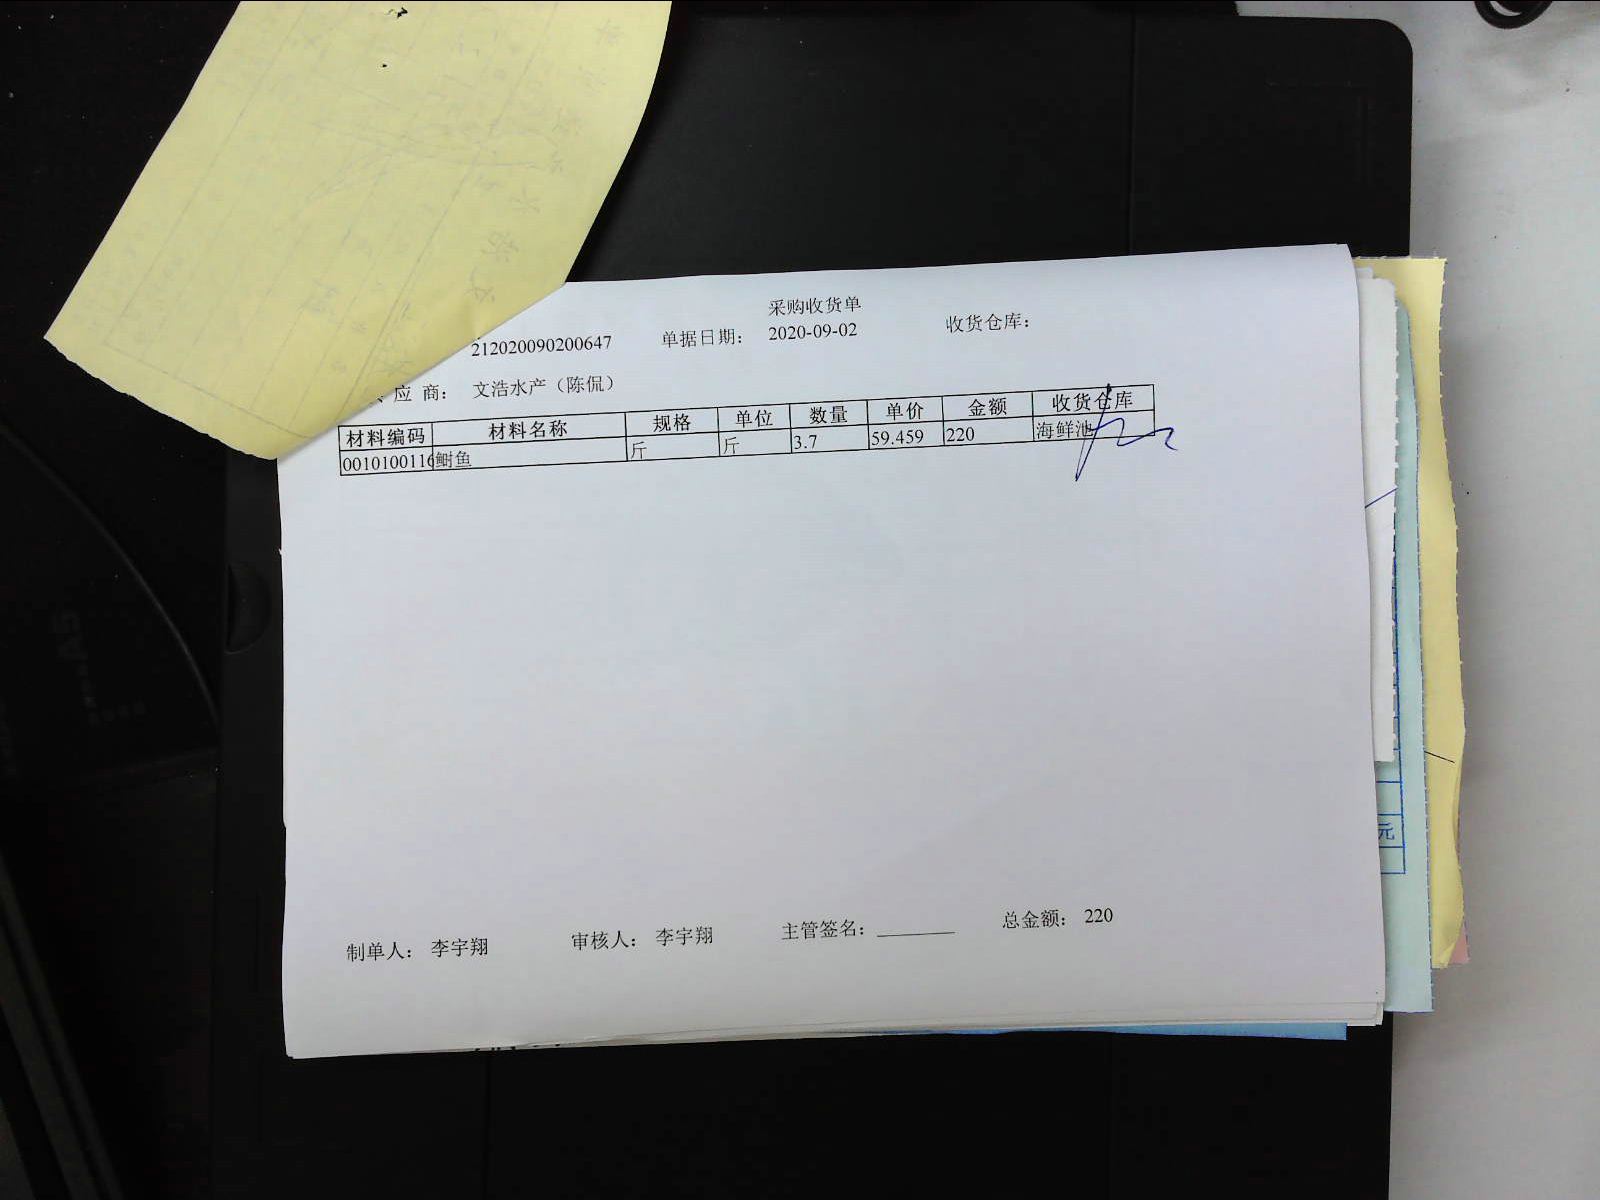 采购收货单
212020090200647 单据日期： 2020-09-02 收货仓库：
应 商： 文浩水产（陈侃）
材料编码 材料名称 规格 单位 数量 单价 金额 收货仓库
0010100116 鲥鱼 斤 斤 3.7 59.459 220 海鲜池
元
制单人： 李宇翔 审核人： 李宇翔 主管签名： 总金额： 220